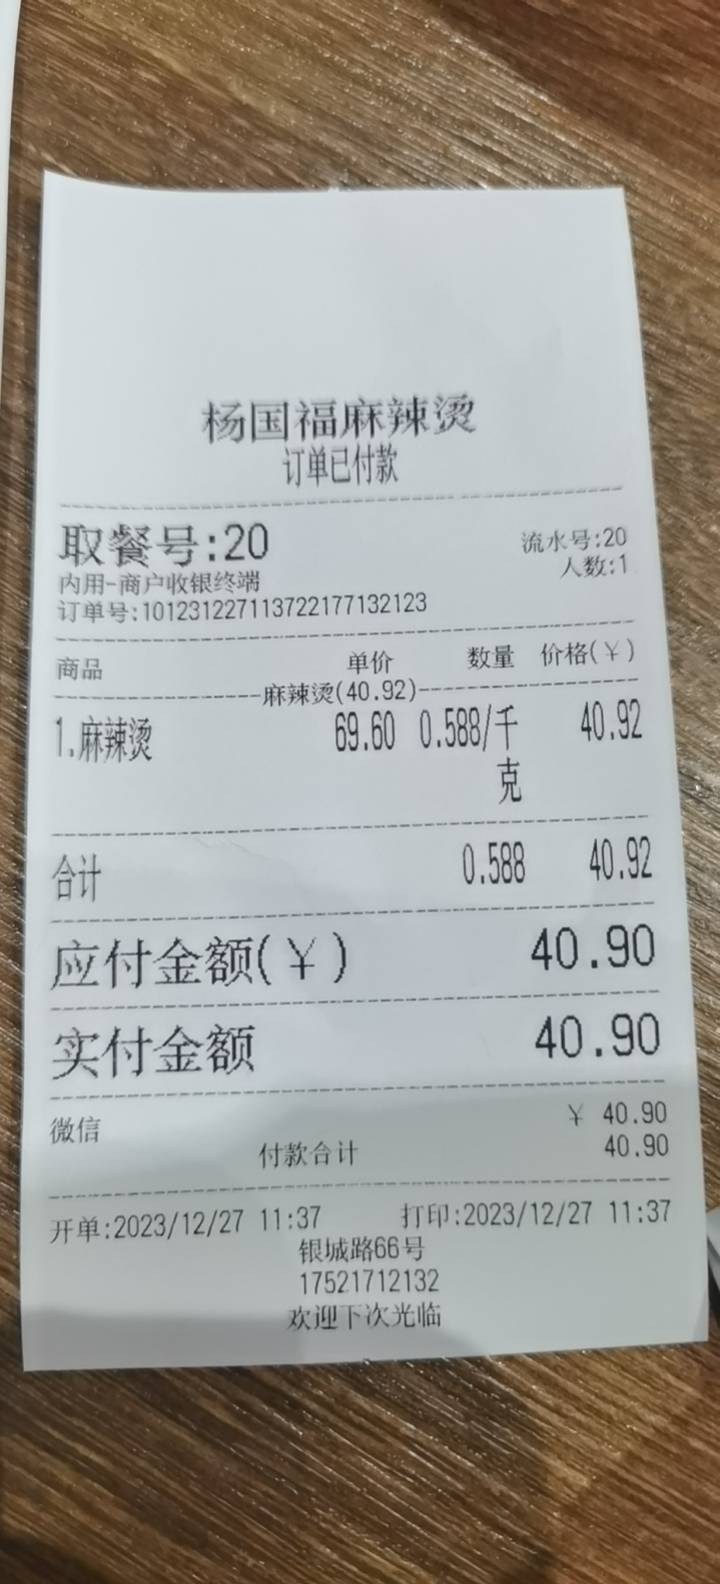 杨国福麻辣烫
订单已付款
取餐号:20 流水号:20
内用-商户收银终端 人数:1
订单号:101231227113722177132123
商品 单价 数量 价格(¥)
麻辣烫(40.92)
1.麻辣烫 69.60 0.588/千克 40.92
合计 0.588 40.92
应付金额(¥) 40.90
实付金额 40.90
微信 ¥ 40.90
付款合计 40.90
开单:2023/12/27 11:37 打印:2023/12/27 11:37
银城路66号
17521712132
欢迎下次光临